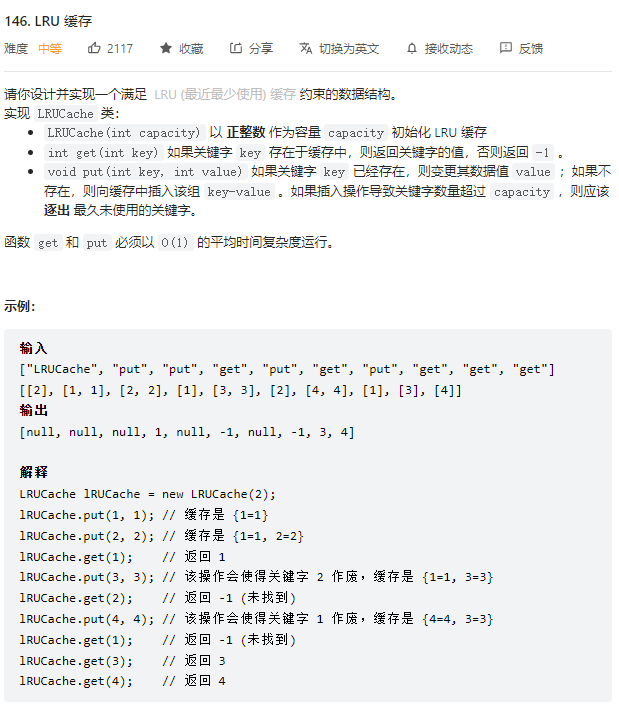 146. LRU 缓存
难度 中等 2117 收藏 分享 切换为英文 接收动态 反馈
请你设计并实现一个满足 LRU (最近最少使用) 缓存 约束的数据结构。
实现 LRUCache 类：
• LRUCache(int capacity) 以 正整数 作为容量 capacity 初始化 LRU 缓存
• int get(int key) 如果关键字 key 存在于缓存中，则返回关键字的值，否则返回 -1 。
• void put(int key, int value) 如果关键字 key 已经存在，则变更其数据值 value ；如果不
存在，则向缓存中插入该组 key-value 。如果插入操作导致关键字数量超过 capacity ，则应该
逐出 最久未使用的关键字。
函数 get 和 put 必须以 O(1) 的平均时间复杂度运行。
示例：
输入
["LRUCache", "put", "put", "get", "put", "get", "put", "get", "get", "get"]
[[2], [1, 1], [2, 2], [1], [3, 3], [2], [4, 4], [1], [3], [4]]
输出
[null, null, null, 1, null, -1, null, -1, 3, 4]
解释
LRUCache lRUCache = new LRUCache(2);
lRUCache.put(1, 1); // 缓存是 {1=1}
lRUCache.put(2, 2); // 缓存是 {1=1, 2=2}
lRUCache.get(1);    // 返回 1
lRUCache.put(3, 3); // 该操作会使得关键字 2 作废，缓存是 {1=1, 3=3}
lRUCache.get(2);    // 返回 -1 (未找到)
lRUCache.put(4, 4); // 该操作会使得关键字 1 作废，缓存是 {4=4, 3=3}
lRUCache.get(1);    // 返回 -1 (未找到)
lRUCache.get(3);    // 返回 3
lRUCache.get(4);    // 返回 4